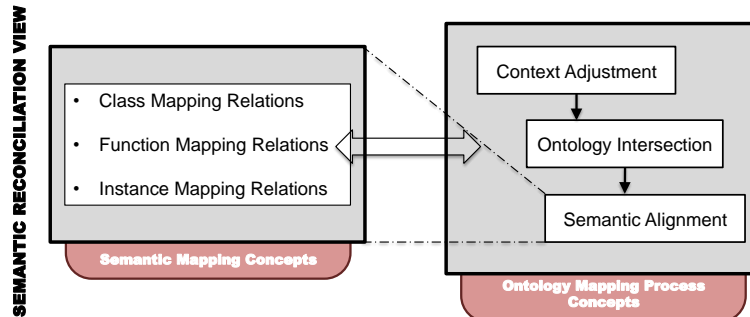 SEMANTIC RECONCILIATION VIEW
• Class Mapping Relations
• Function Mapping Relations
• Instance Mapping Relations
Semantic Mapping Concepts
Context Adjustment
Ontology Intersection
Semantic Alignment
Ontology Mapping Process
Concepts